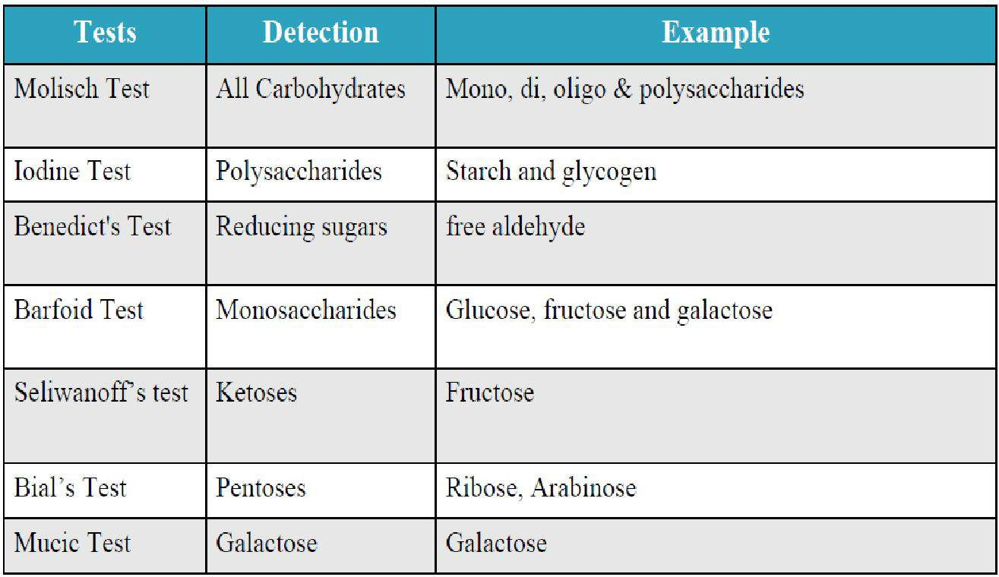 Tests Detection Example
Molisch Test All Carbohydrates Mono, di, oligo & polysaccharides
Iodine Test Polysaccharides Starch and glycogen
Benedict's Test Reducing sugars free aldehyde
Barfoid Test Monosaccharides Glucose, fructose and galactose
Seliwanoff’s test Ketoses Fructose
Bial’s Test Pentoses Ribose, Arabinose
Mucic Test Galactose Galactose